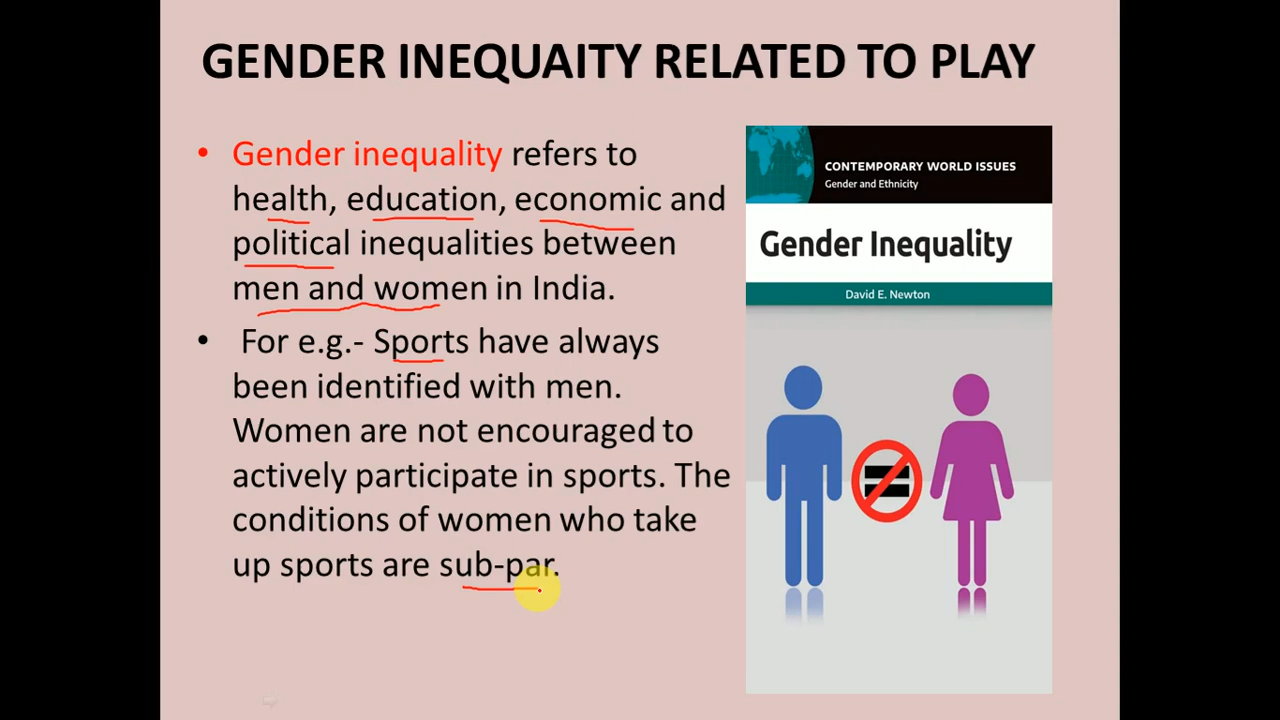 GENDER INEQUAITY RELATED TO PLAY
• Gender inequality refers to
health, education, economic and
political inequalities between
men and women in India.
• For e.g.- Sports have always
been identified with men.
Women are not encouraged to
actively participate in sports. The
conditions of women who take
up sports are sub-par.
CONTEMPORARY WORLD ISSUES
Gender and Ethnicity
Gender Inequality
David E. Newton